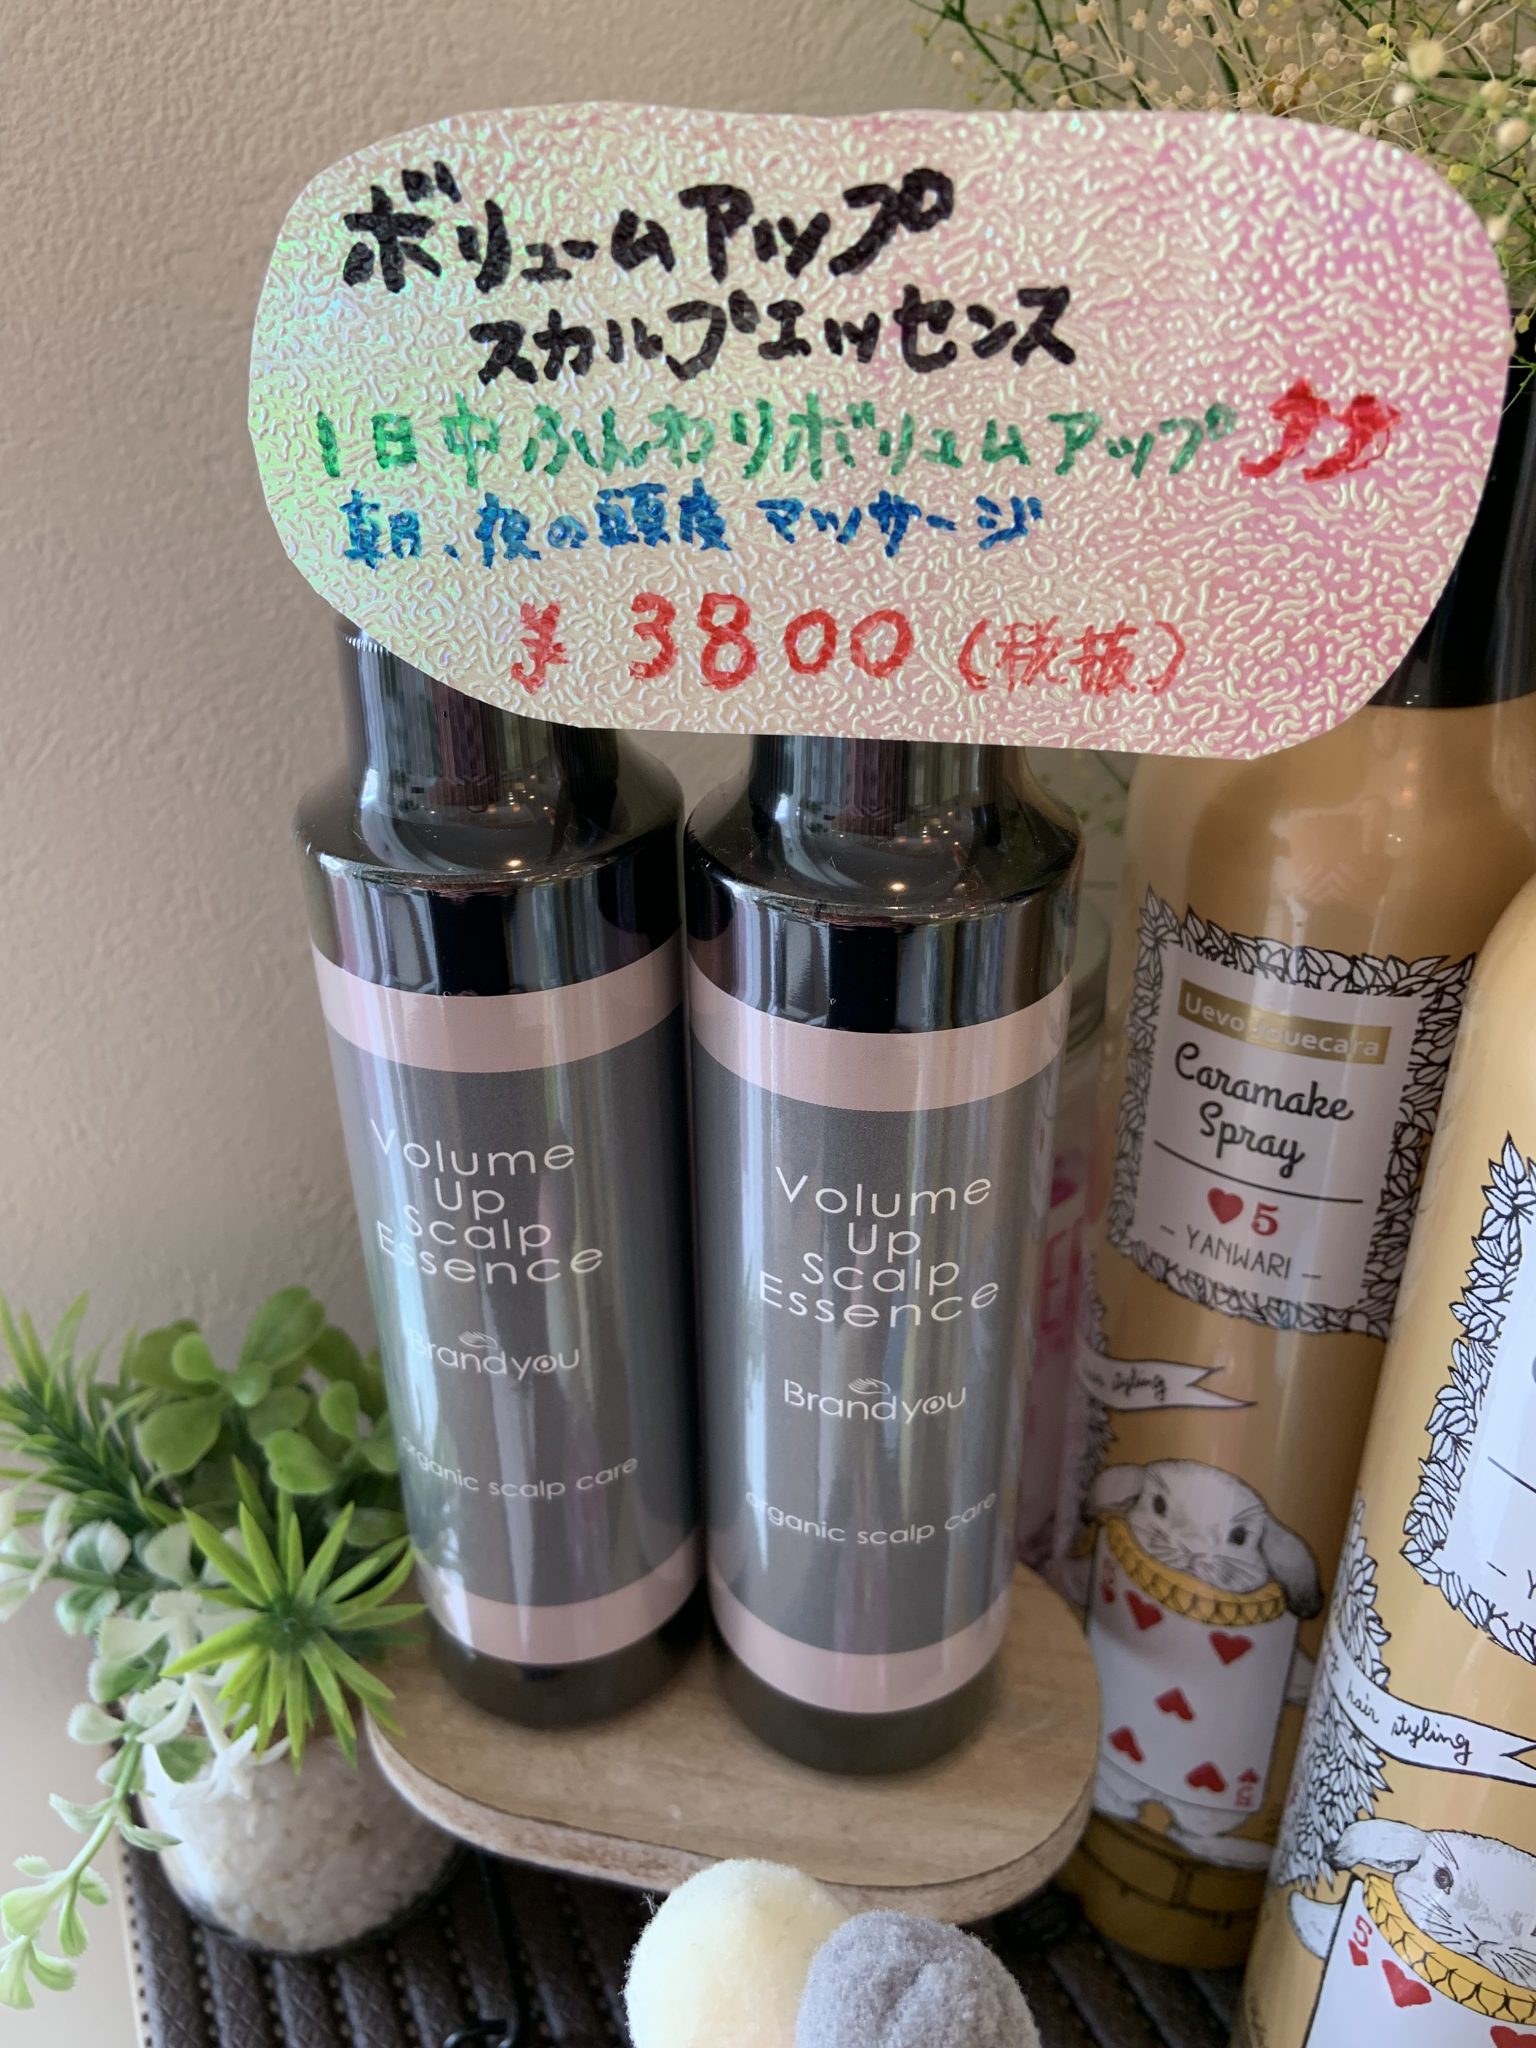 ボリュームアップ
スカルプエッセンス
1日中ふんわりボリュームアップ
朝、夜の頭皮マッサージ
¥3800(税抜)
Volume
Up
Scalp
Essence
Brandyou
organic scalp care
Volume
Up
Scalp
Essence
Brandyou
organic scalp care
Uevo Jouecara
Caramake
Spray
♥5
- YANWARI -
hair styling
hair styling
5